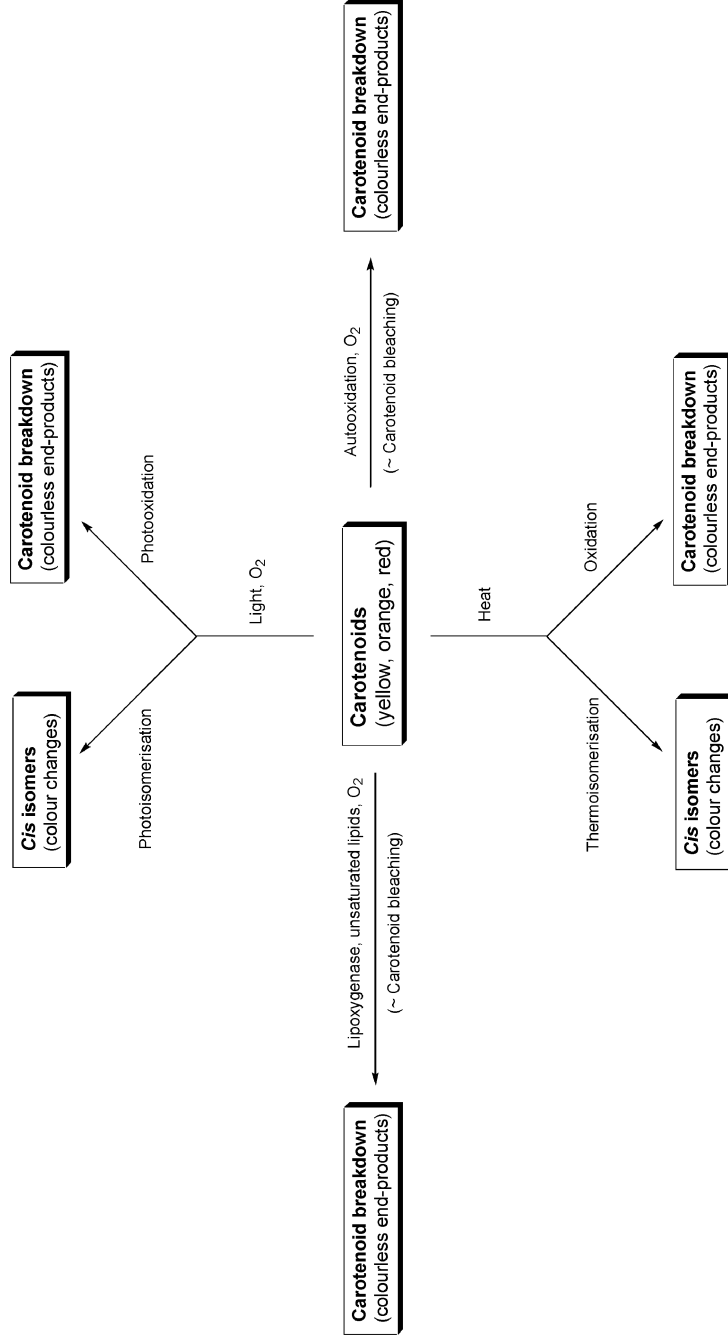 Cis isomers
(colour changes)
Carotenoid breakdown
(colourless end-products)
Photoisomerisation
Photooxidation
Light, O₂
Carotenoid breakdown
(colourless end-products)
Lipoxygenase, unsaturated lipids, O₂
(~ Carotenoid bleaching)
Carotenoids
(yellow, orange, red)
Autooxidation, O₂
(~ Carotenoid bleaching)
Carotenoid breakdown
(colourless end-products)
Heat
Thermoisomerisation
Oxidation
Cis isomers
(colour changes)
Carotenoid breakdown
(colourless end-products)